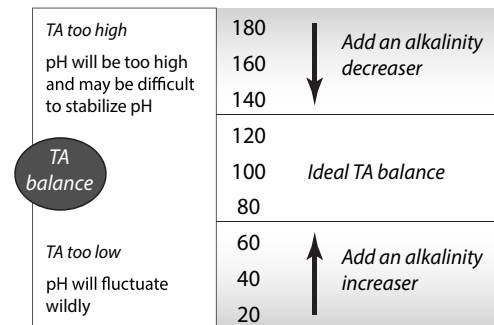 TA too high
pH will be too high
and may be difficult
to stabilize pH
TA
balance
TA too low
pH will fluctuate
wildly
180
160
140
120
100
80
60
40
20
Add an alkalinity
decreaser
Ideal TA balance
Add an alkalinity
increaser